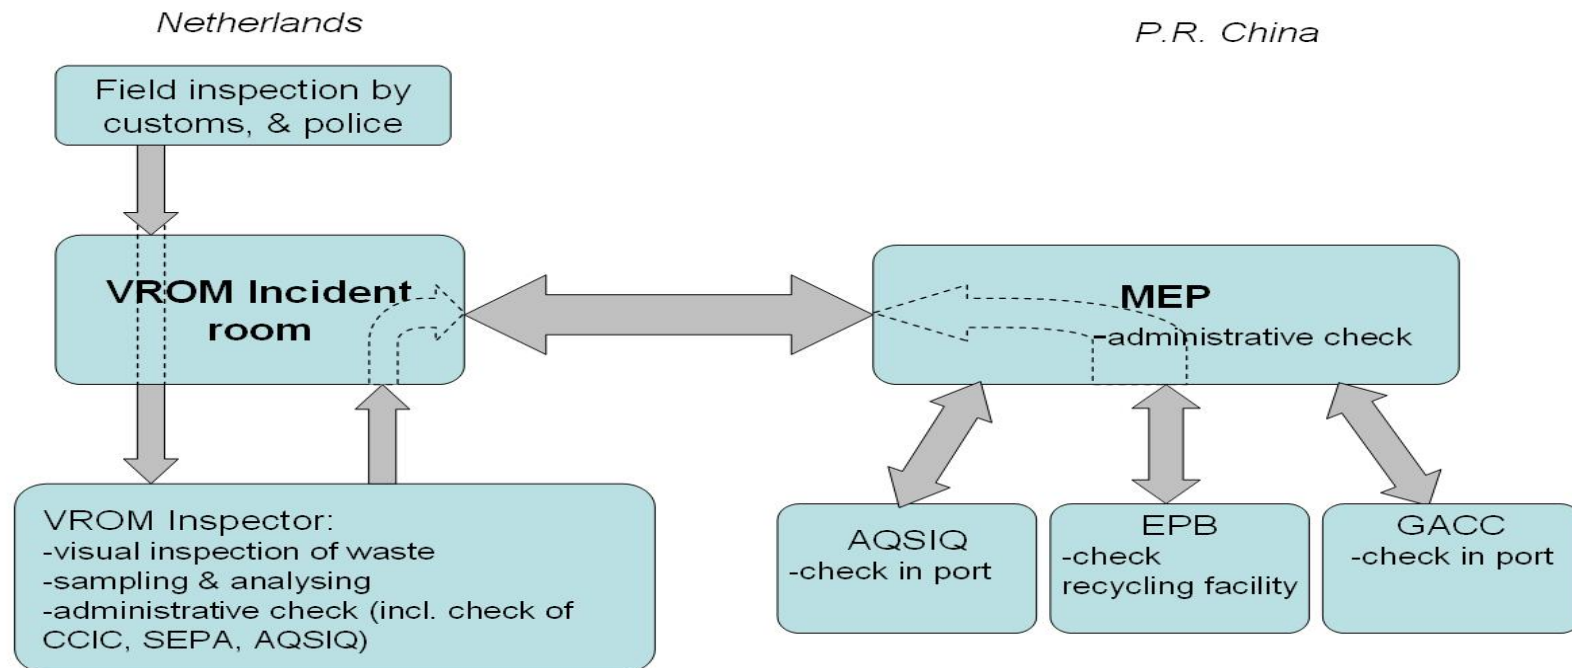 Netherlands
P.R. China
Field inspection by
customs, & police
VROM Incident
room
MEP
-administrative check
VROM Inspector:
-visual inspection of waste
-sampling & analysing
-administrative check (incl. check of
CCIC, SEPA, AQSIQ)
AQSIQ
-check in port
EPB
-check
recycling facility
GACC
-check in port